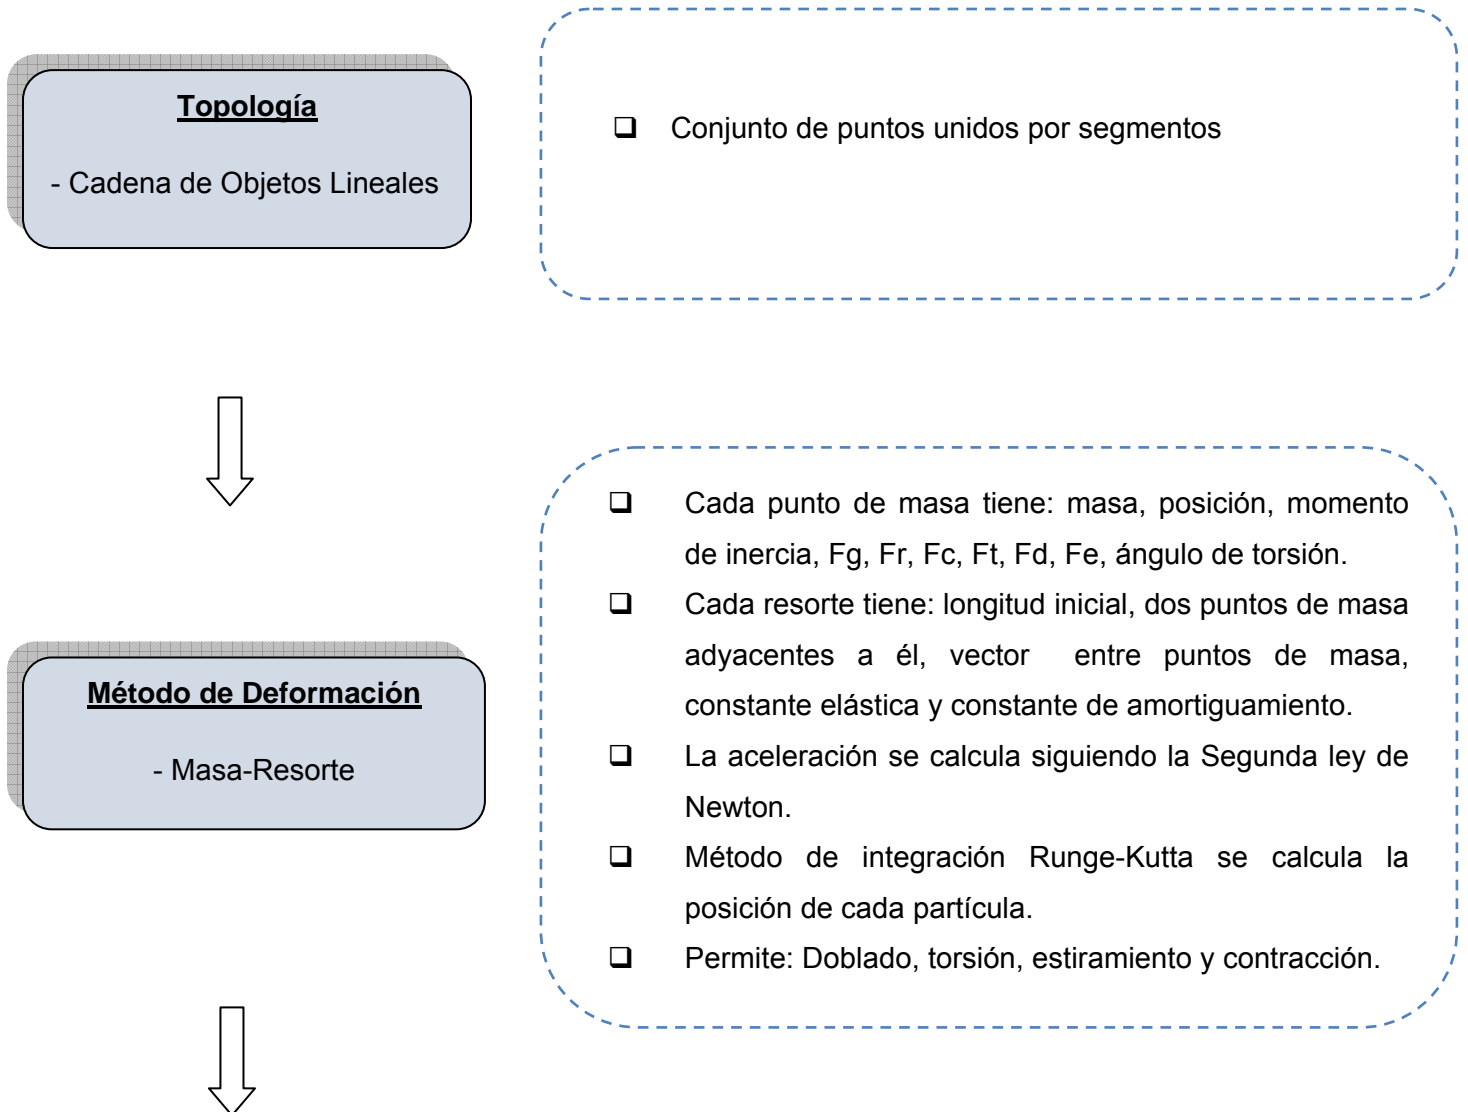 Topología
- Cadena de Objetos Lineales
❑ Conjunto de puntos unidos por segmentos
Método de Deformación
- Masa-Resorte
❑ Cada punto de masa tiene: masa, posición, momento
de inercia, Fg, Fr, Fc, Ft, Fd, Fe, ángulo de torsión.
❑ Cada resorte tiene: longitud inicial, dos puntos de masa
adyacentes a él, vector entre puntos de masa,
constante elástica y constante de amortiguamiento.
❑ La aceleración se calcula siguiendo la Segunda ley de
Newton.
❑ Método de integración Runge-Kutta se calcula la
posición de cada partícula.
❑ Permite: Doblado, torsión, estiramiento y contracción.